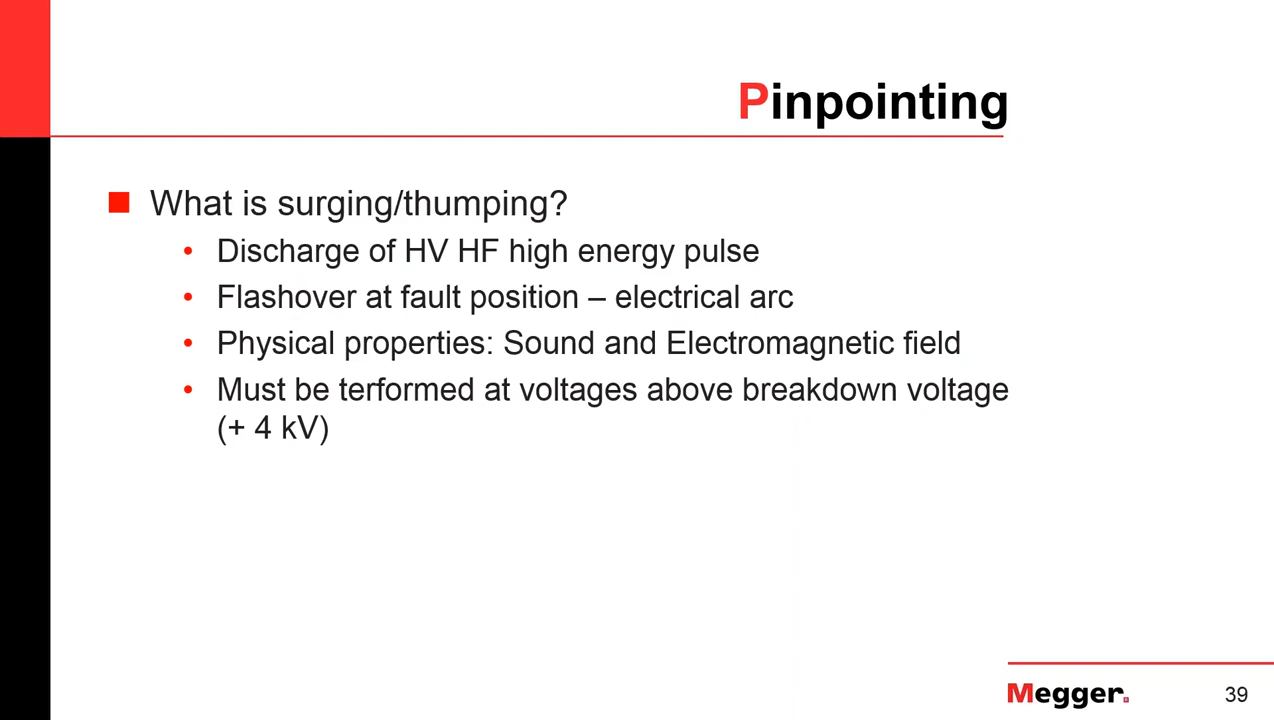 Pinpointing
What is surging/thumping?
Discharge of HV HF high energy pulse
Flashover at fault position – electrical arc
Physical properties: Sound and Electromagnetic field
Must be terformed at voltages above breakdown voltage
(+ 4 kV)
Megger.
39